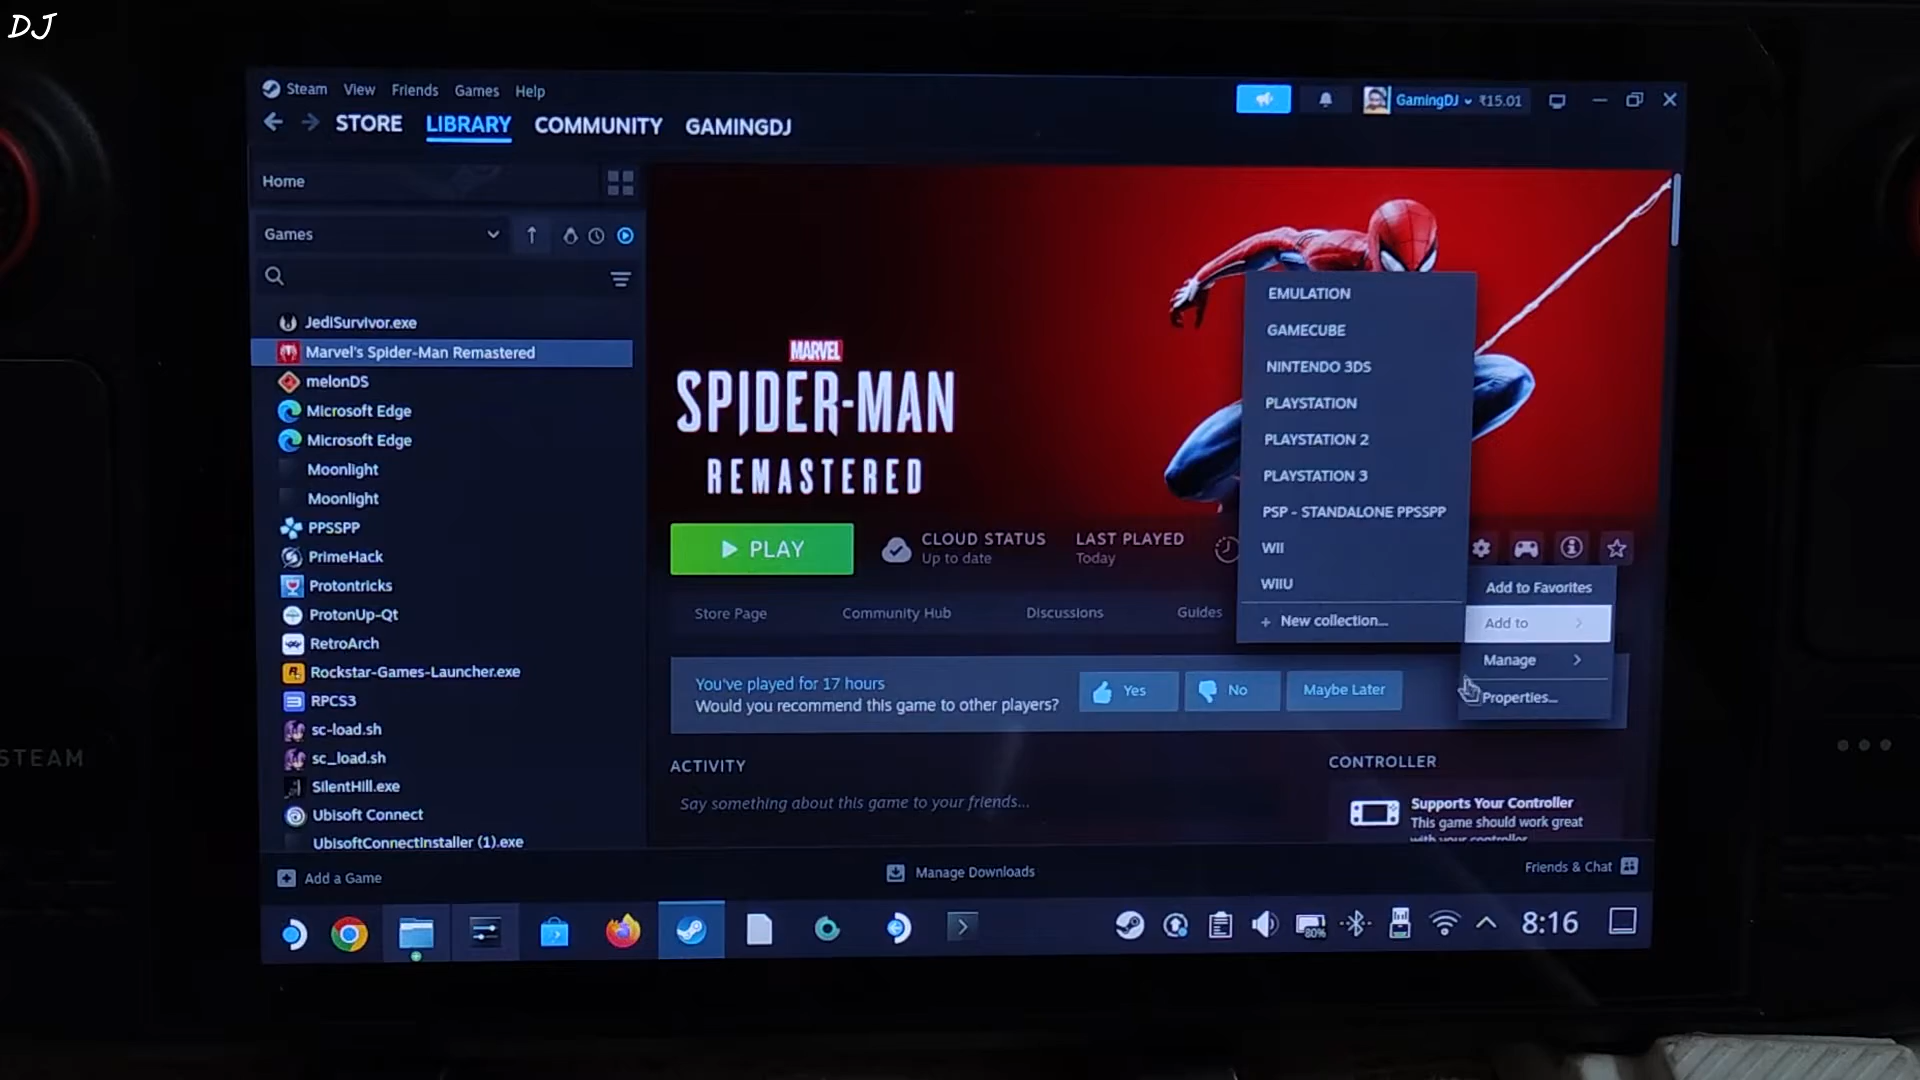 DJ
Steam View Friends Games Help
GamingDJ ₹15.01
STORE LIBRARY COMMUNITY GAMINGDJ
Home
Games
JediSurvivor.exe
Marvel's Spider-Man Remastered
melonDS
Microsoft Edge
Microsoft Edge
Moonlight
Moonlight
PPSSPP
PrimeHack
Protontricks
ProtonUp-Qt
RetroArch
Rockstar-Games-Launcher.exe
RPCS3
sc-load.sh
sc_load.sh
SilentHill.exe
Ubisoft Connect
UbisoftConnectInstaller (1).exe
MARVEL
SPIDER-MAN
REMASTERED
EMULATION
GAMECUBE
NINTENDO 3DS
PLAYSTATION
PLAYSTATION 2
PLAYSTATION 3
PSP - STANDALONE PPSSPP
WII
WIIU
+ New collection...
PLAY
CLOUD STATUS
Up to date
LAST PLAYED
Today
Add to Favorites
Add to
Manage
Properties...
Store Page Community Hub Discussions Guides
You've played for 17 hours
Would you recommend this game to other players?
Yes No Maybe Later
ACTIVITY
Say something about this game to your friends...
CONTROLLER
Supports Your Controller
This game should work great
with your controller
Add a Game
Manage Downloads
Friends & Chat
80%
8:16
STEAM